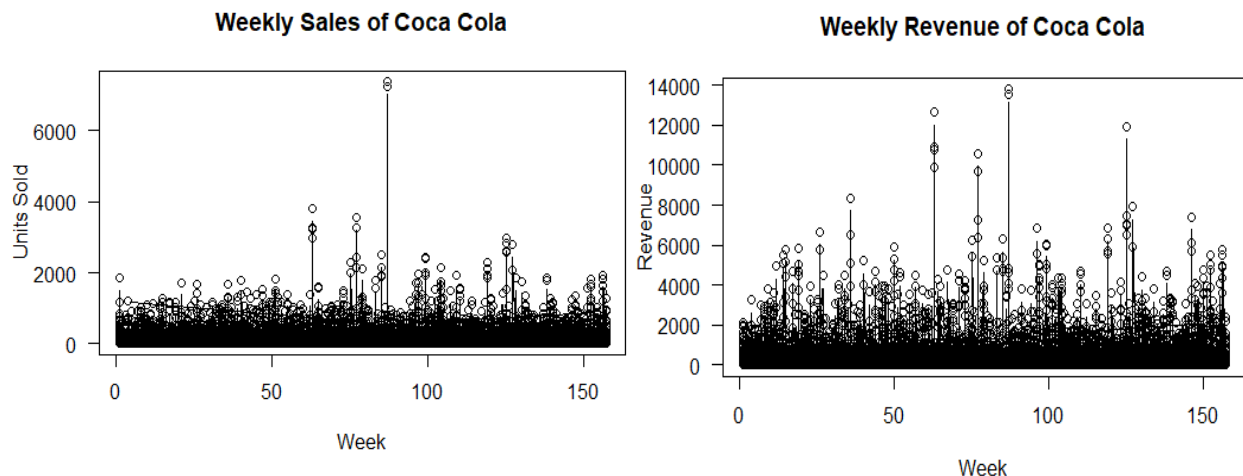 Weekly Sales of Coca Cola
Units Sold
6000
4000
2000
0
0 50 100 150
Week
Weekly Revenue of Coca Cola
Revenue
14000
12000
10000
8000
6000
4000
2000
0
0 50 100 150
Week